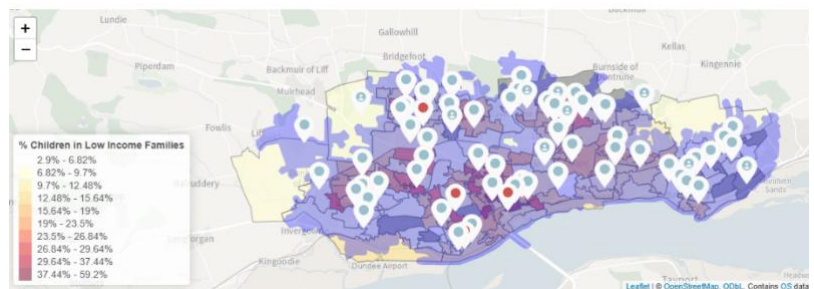 Lundie
Gallowhill
+
−
Bridgefoot
Kellas
Piperdam
Backmuir of Liff
Burnside of
Kingennie
Muirhead
Fowlis
% Children in Low Income Families
2.9% - 6.82%
6.82% - 9.7%
9.7% - 12.48%
12.48% - 15.64%
15.64% - 19%
19% - 23.5%
23.5% - 26.84%
26.84% - 29.64%
29.64% - 37.44%
37.44% - 59.2%
Sands
Kingoodie
Dundee Airport
Tayport
Leaflet | © OpenStreetMap, ODbL, Contains OS data